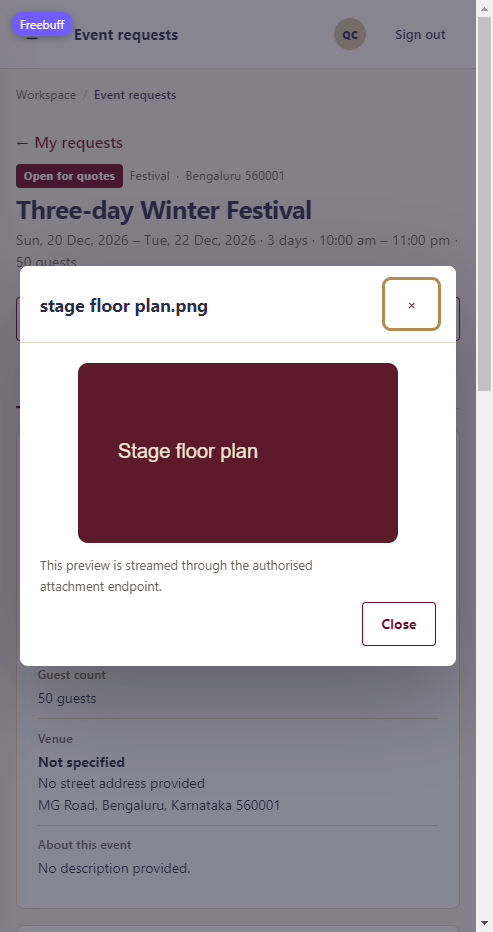 Freebuff
Event requests
QC
Sign out
Workspace / Event requests
← My requests
Open for quotes Festival · Bengaluru 560001
Three-day Winter Festival
Sun, 20 Dec, 2026 – Tue, 22 Dec, 2026 · 3 days · 10:00 am – 11:00 pm ·
50 guests
stage floor plan.png
×
Stage floor plan
This preview is streamed through the authorised
attachment endpoint.
Close
Guest count
50 guests
Venue
Not specified
No street address provided
MG Road, Bengaluru, Karnataka 560001
About this event
No description provided.